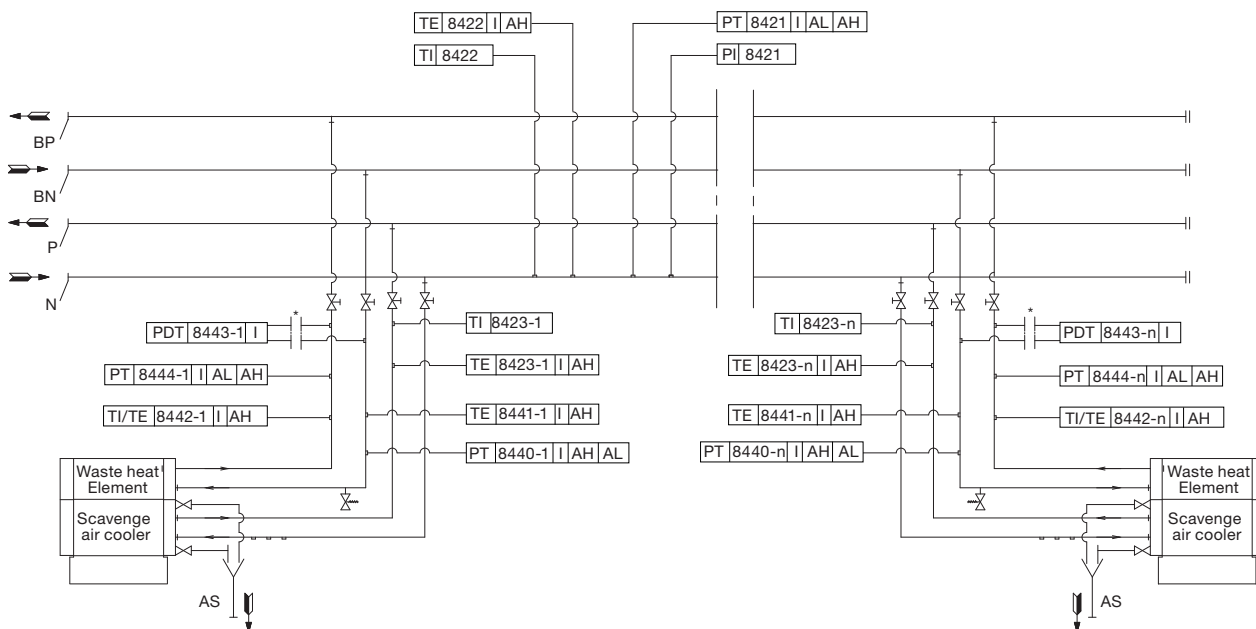 TE 8422 I AH
PT 8421 I AL AH
TI 8422
PI 8421
BP
BN
P
N
*
*
PDT 8443-1 I
TI 8423-1
TI 8423-n
PDT 8443-n I
PT 8444-1 I AL AH
TE 8423-1 I AH
TE 8423-n I AH
PT 8444-n I AL AH
TI/TE 8442-1 I AH
TE 8441-1 I AH
TE 8441-n I AH
TI/TE 8442-n I AH
PT 8440-1 I AH AL
PT 8440-n I AH AL
Waste heat
Element
Scavenge
air cooler
Waste heat
Element
Scavenge
air cooler
AS
AS